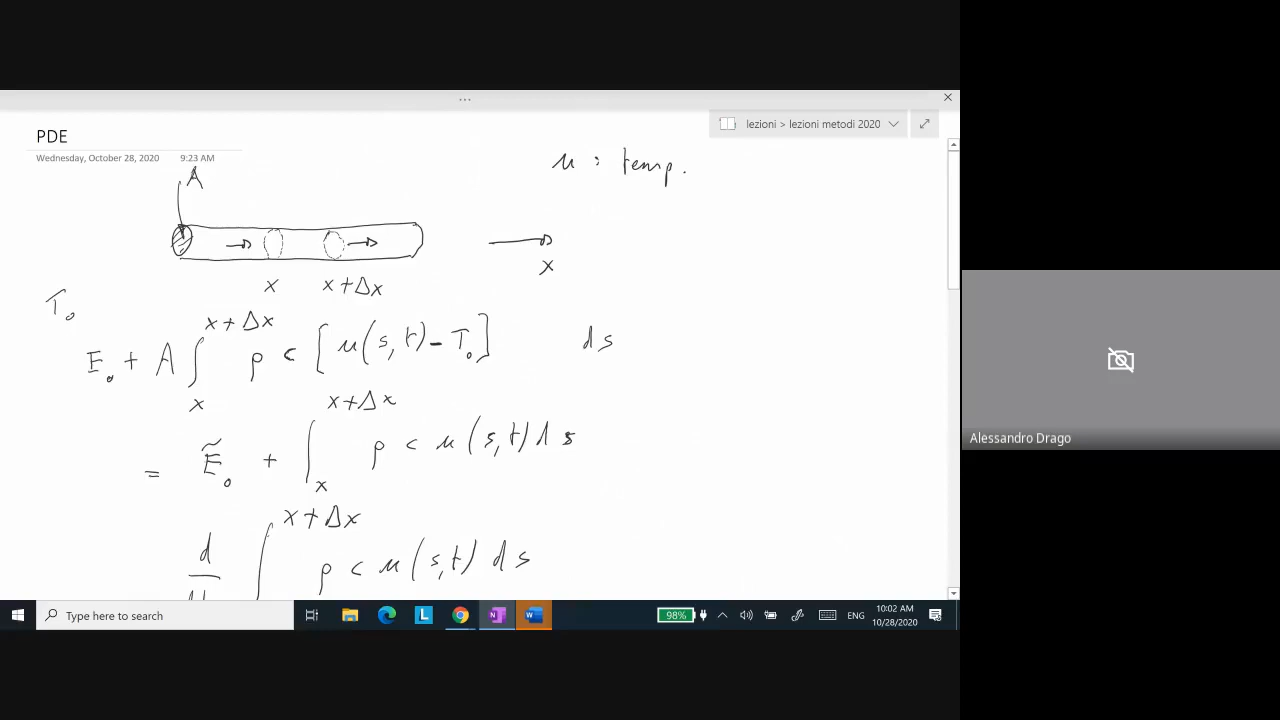 lezioni > lezioni metodi 2020
PDE
Wednesday, October 28, 2020 9:23 AM
A
u : temp.
x
x x+Δx
T₀
x+Δx
E₀ + A ∫ ρ c [u(s,t) - T₀] ds
x
x+Δx
= Ẽ₀ + ∫ ρ c u(s,t) ds
x
x+Δx
d
∫ ρ c u(s,t) ds
Type here to search
L
98%
ENG
10:02 AM
10/28/2020
Alessandro Drago